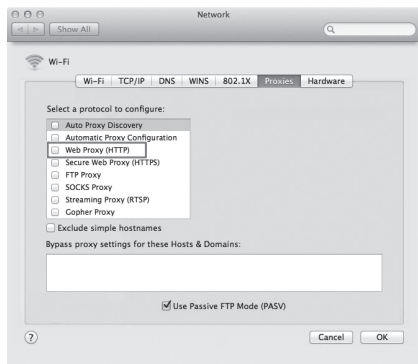 Network
Show All
Wi-Fi
Wi-Fi TCP/IP DNS WINS 802.1X Proxies Hardware
Select a protocol to configure:
Auto Proxy Discovery
Automatic Proxy Configuration
Web Proxy (HTTP)
Secure Web Proxy (HTTPS)
FTP Proxy
SOCKS Proxy
Streaming Proxy (RTSP)
Gopher Proxy
Exclude simple hostnames
Bypass proxy settings for these Hosts & Domains:
Use Passive FTP Mode (PASV)
? Cancel OK